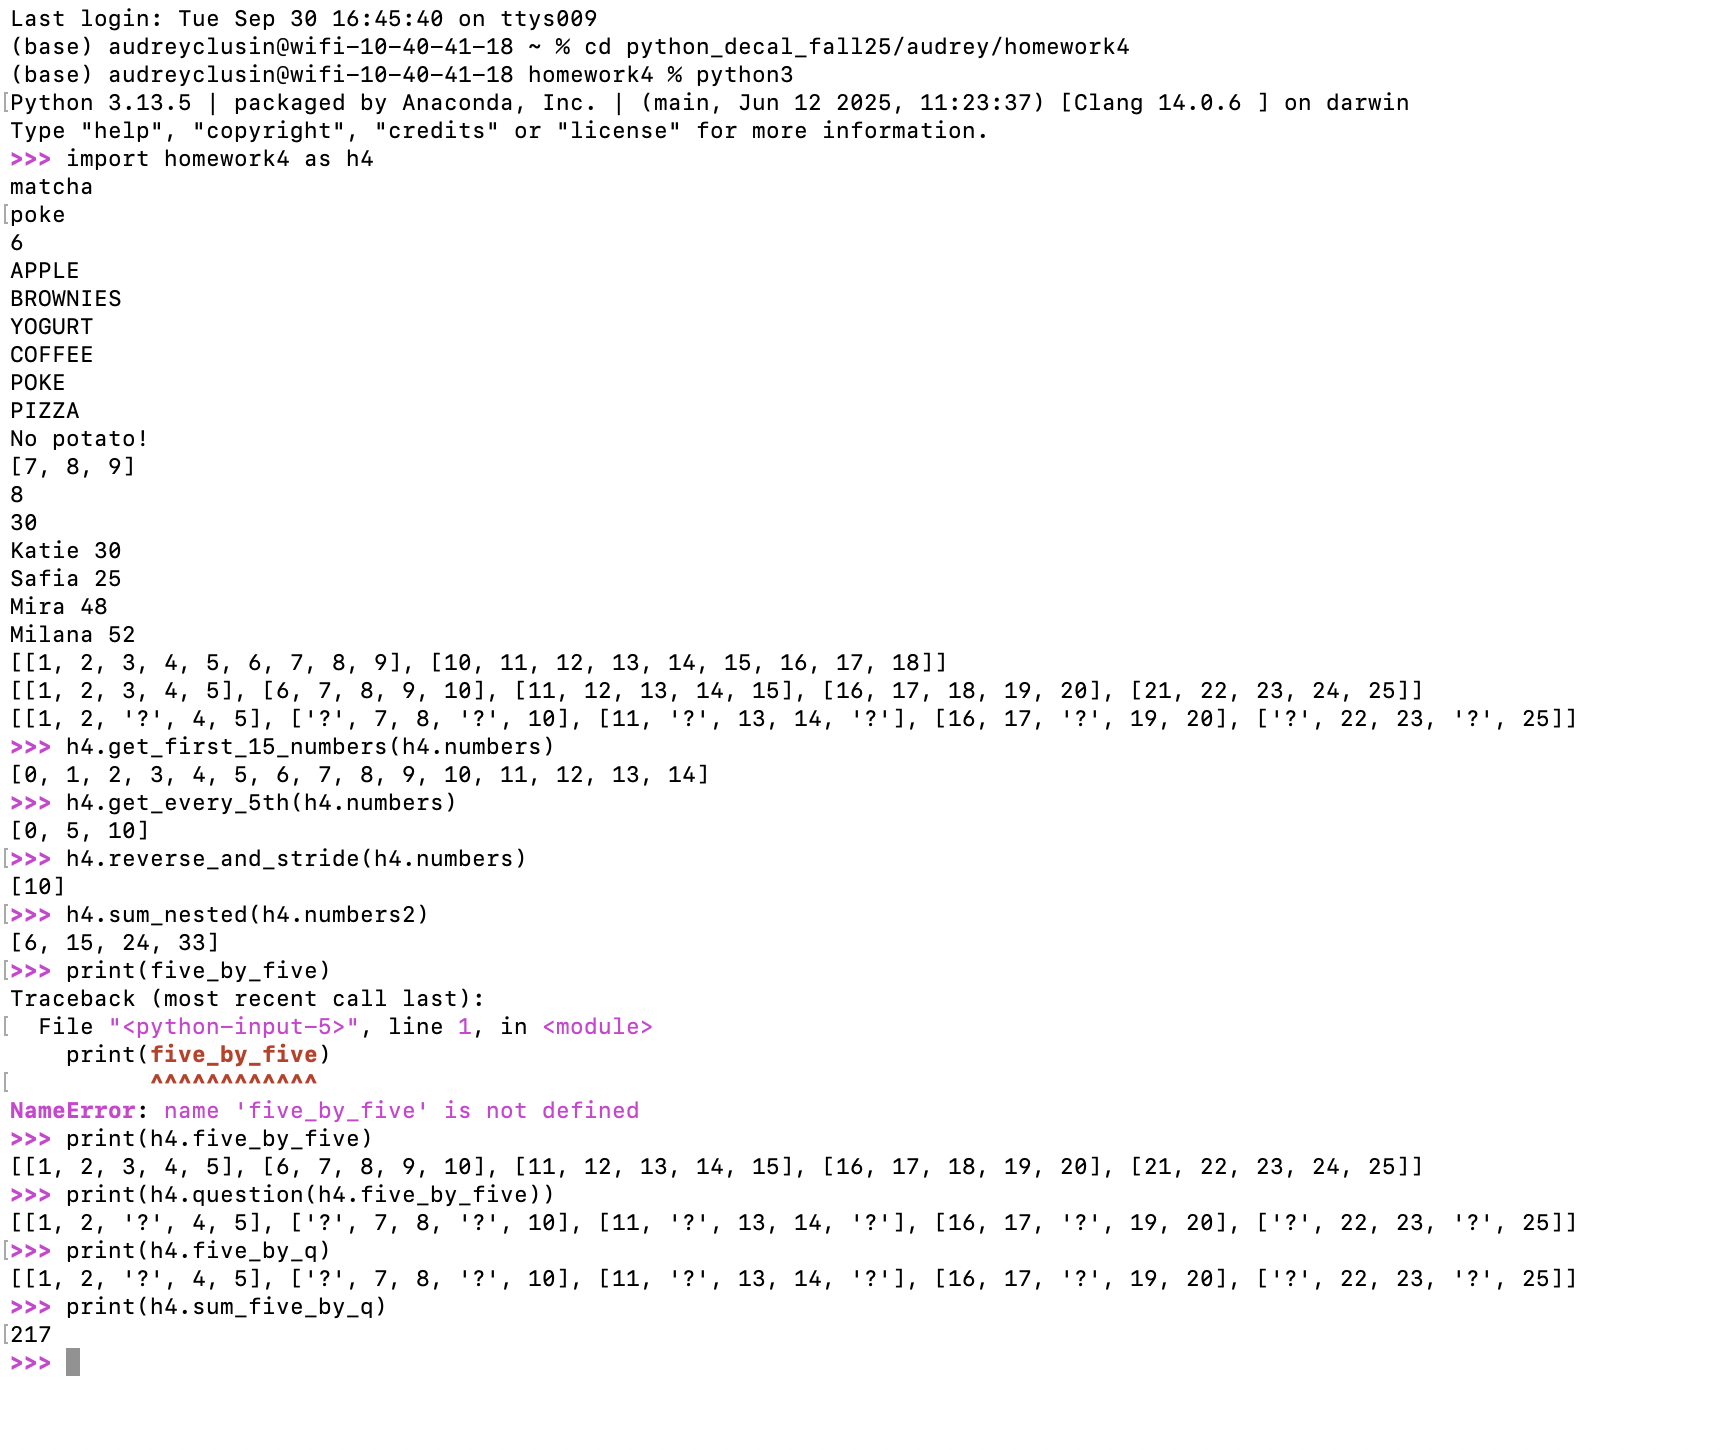 Last login: Tue Sep 30 16:45:40 on ttys009
(base) audreyclusin@wifi-10-40-41-18 ~ % cd python_decal_fall25/audrey/homework4
(base) audreyclusin@wifi-10-40-41-18 homework4 % python3
[Python 3.13.5 | packaged by Anaconda, Inc. | (main, Jun 12 2025, 11:23:37) [Clang 14.0.6 ] on darwin
Type "help", "copyright", "credits" or "license" for more information.
>>> import homework4 as h4
matcha
[poke
6
APPLE
BROWNIES
YOGURT
COFFEE
POKE
PIZZA
No potato!
[7, 8, 9]
8
30
Katie 30
Safia 25
Mira 48
Milana 52
[[1, 2, 3, 4, 5, 6, 7, 8, 9], [10, 11, 12, 13, 14, 15, 16, 17, 18]]
[[1, 2, 3, 4, 5], [6, 7, 8, 9, 10], [11, 12, 13, 14, 15], [16, 17, 18, 19, 20], [21, 22, 23, 24, 25]]
[[1, 2, '?', 4, 5], ['?', 7, 8, '?', 10], [11, '?', 13, 14, '?'], [16, 17, '?', 19, 20], ['?', 22, 23, '?', 25]]
>>> h4.get_first_15_numbers(h4.numbers)
[0, 1, 2, 3, 4, 5, 6, 7, 8, 9, 10, 11, 12, 13, 14]
>>> h4.get_every_5th(h4.numbers)
[0, 5, 10]
[>>> h4.reverse_and_stride(h4.numbers)
[10]
[>>> h4.sum_nested(h4.numbers2)
[6, 15, 24, 33]
[>>> print(five_by_five)
Traceback (most recent call last):
[  File "<python-input-5>", line 1, in <module>
    print(five_by_five)
[          ^^^^^^^^^^^^
NameError: name 'five_by_five' is not defined
>>> print(h4.five_by_five)
[[1, 2, 3, 4, 5], [6, 7, 8, 9, 10], [11, 12, 13, 14, 15], [16, 17, 18, 19, 20], [21, 22, 23, 24, 25]]
>>> print(h4.question(h4.five_by_five))
[[1, 2, '?', 4, 5], ['?', 7, 8, '?', 10], [11, '?', 13, 14, '?'], [16, 17, '?', 19, 20], ['?', 22, 23, '?', 25]]
[>>> print(h4.five_by_q)
[[1, 2, '?', 4, 5], ['?', 7, 8, '?', 10], [11, '?', 13, 14, '?'], [16, 17, '?', 19, 20], ['?', 22, 23, '?', 25]]
>>> print(h4.sum_five_by_q)
[217
>>>